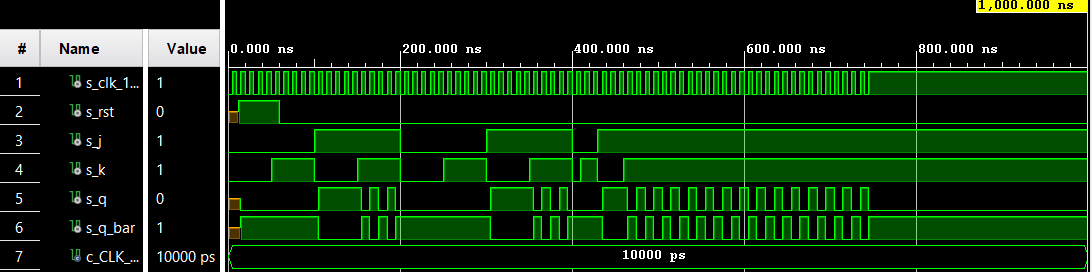 1,000.000 ns
# Name Value
0.000 ns 200.000 ns 400.000 ns 600.000 ns 800.000 ns
1 s_clk_1... 1
2 s_rst 0
3 s_j 1
4 s_k 1
5 s_q 0
6 s_q_bar 1
7 c_CLK_... 10000 ps 10000 ps